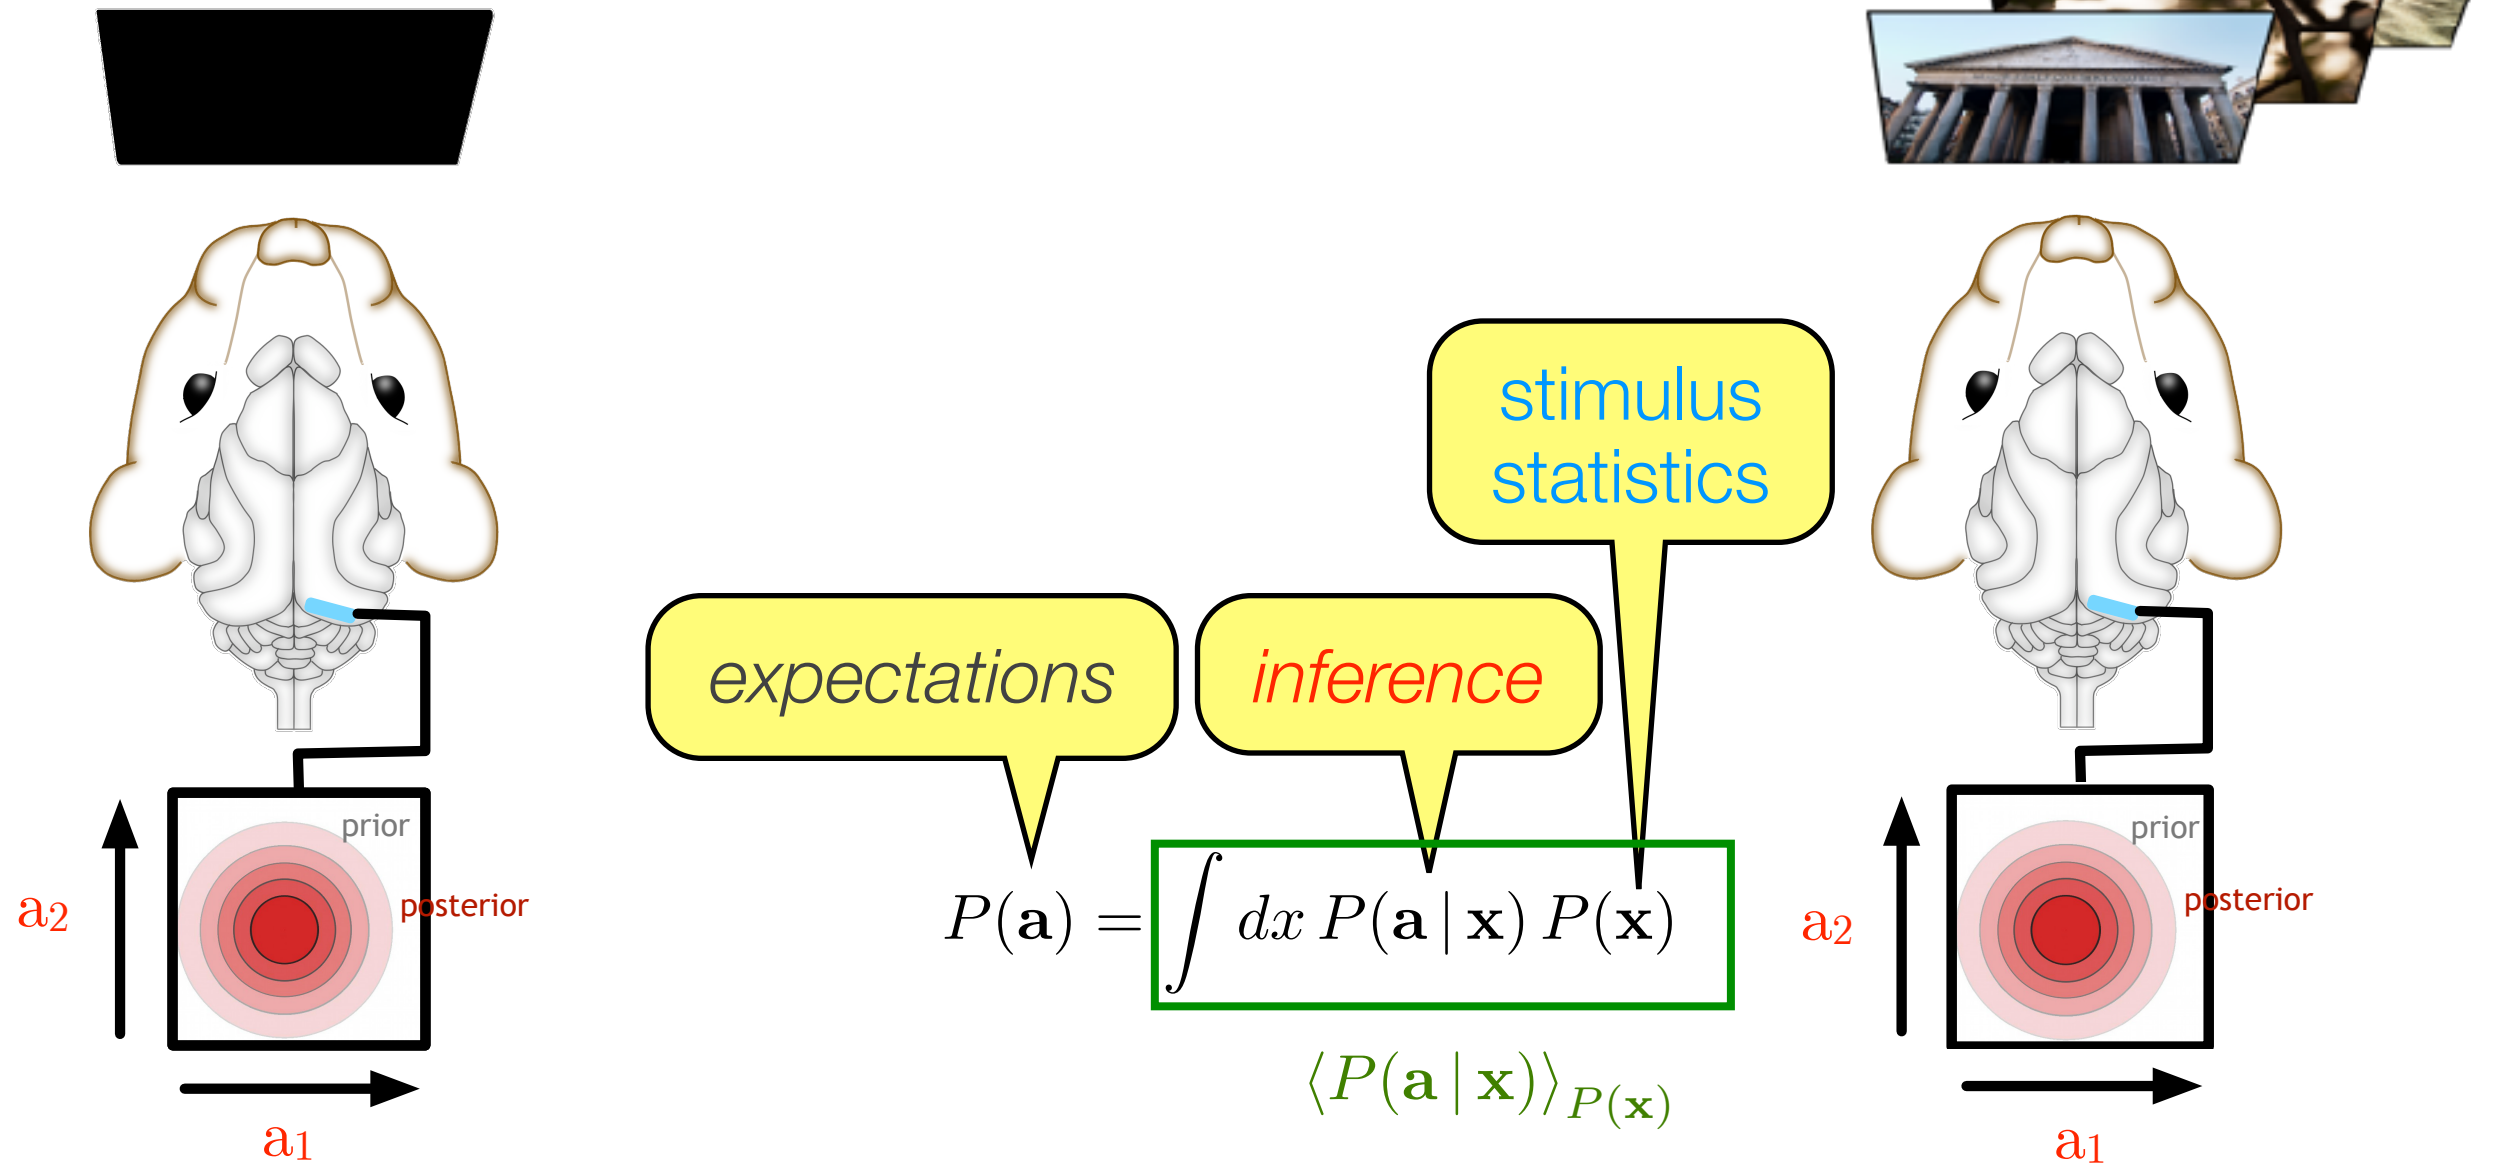 stimulus
statistics
expectations
inference
prior
posterior
a₂
a₁
P(a) = ∫ dx P(a | x) P(x)
⟨P(a | x)⟩P(x)
prior
posterior
a₂
a₁